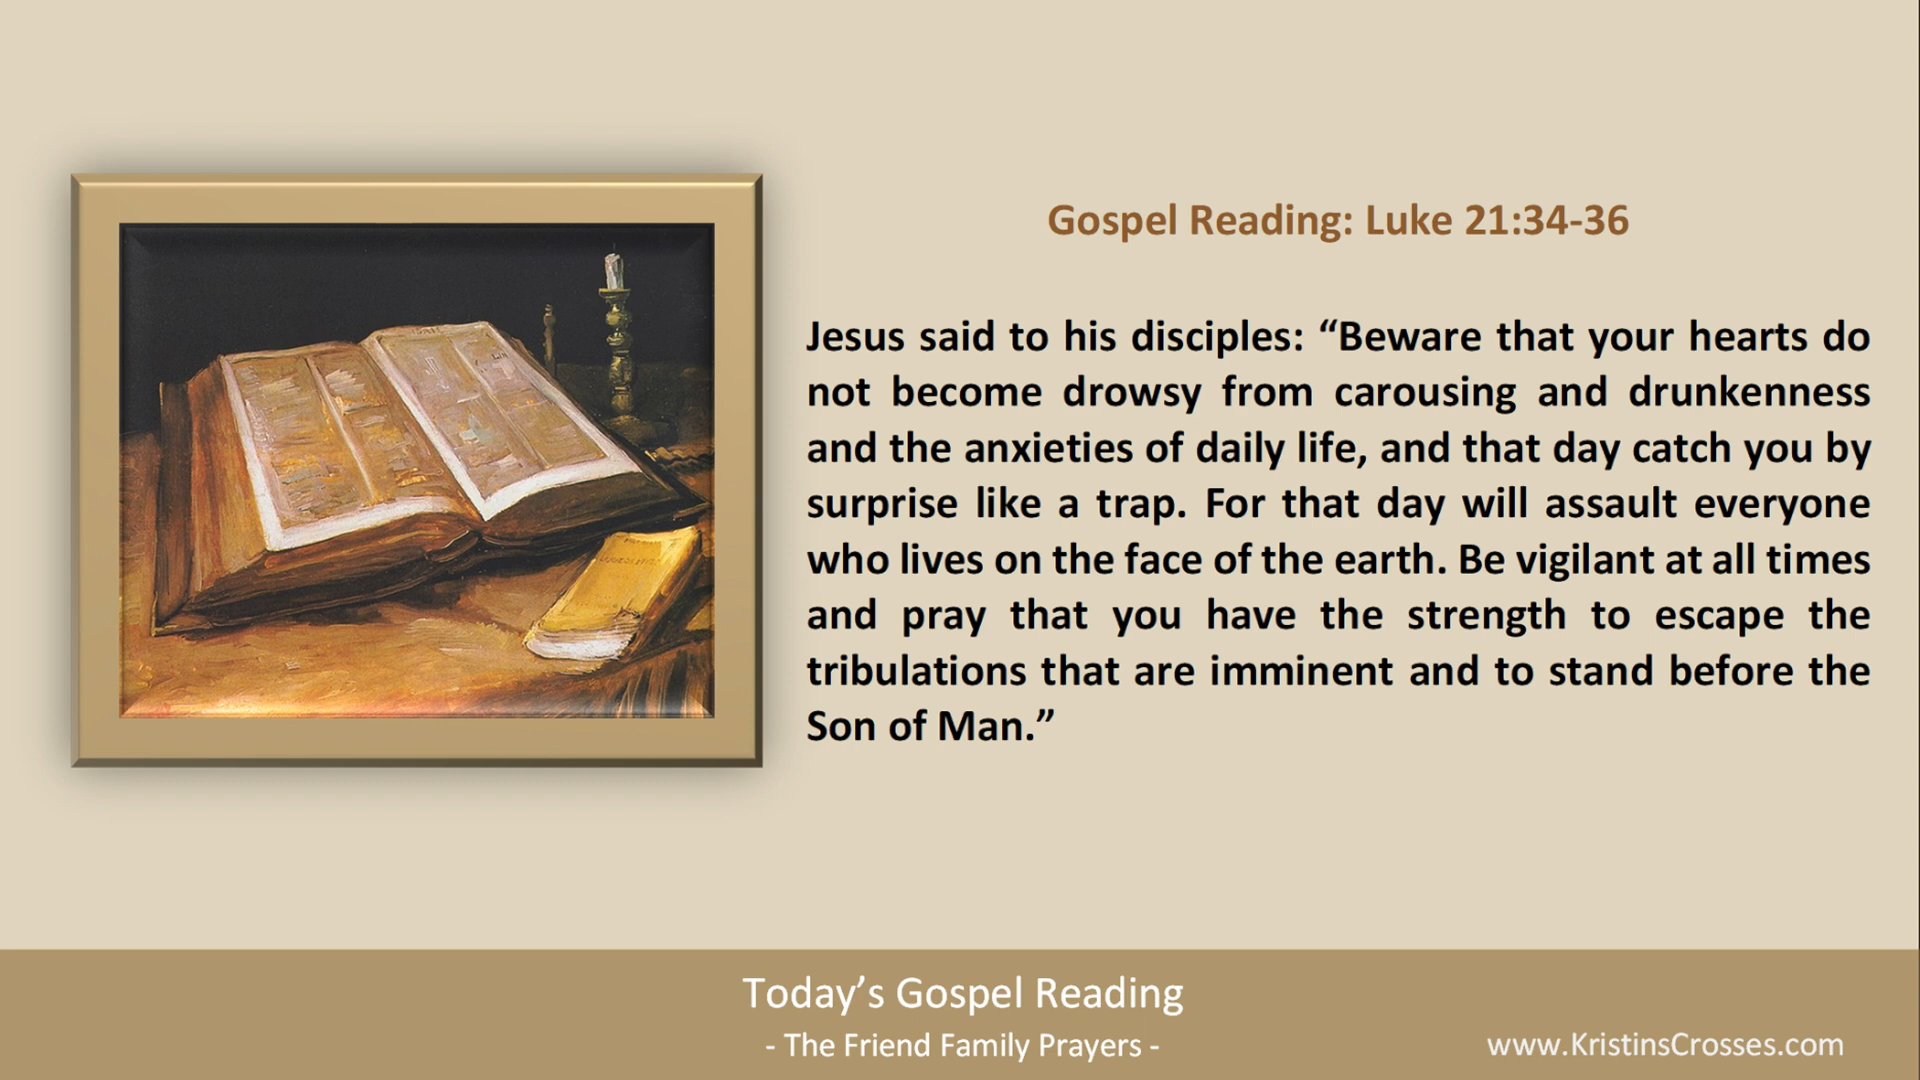 Gospel Reading: Luke 21:34-36
Jesus said to his disciples: “Beware that your hearts do
not become drowsy from carousing and drunkenness
and the anxieties of daily life, and that day catch you by
surprise like a trap. For that day will assault everyone
who lives on the face of the earth. Be vigilant at all times
and pray that you have the strength to escape the
tribulations that are imminent and to stand before the
Son of Man.”
Today’s Gospel Reading
- The Friend Family Prayers -
www.KristinsCrosses.com